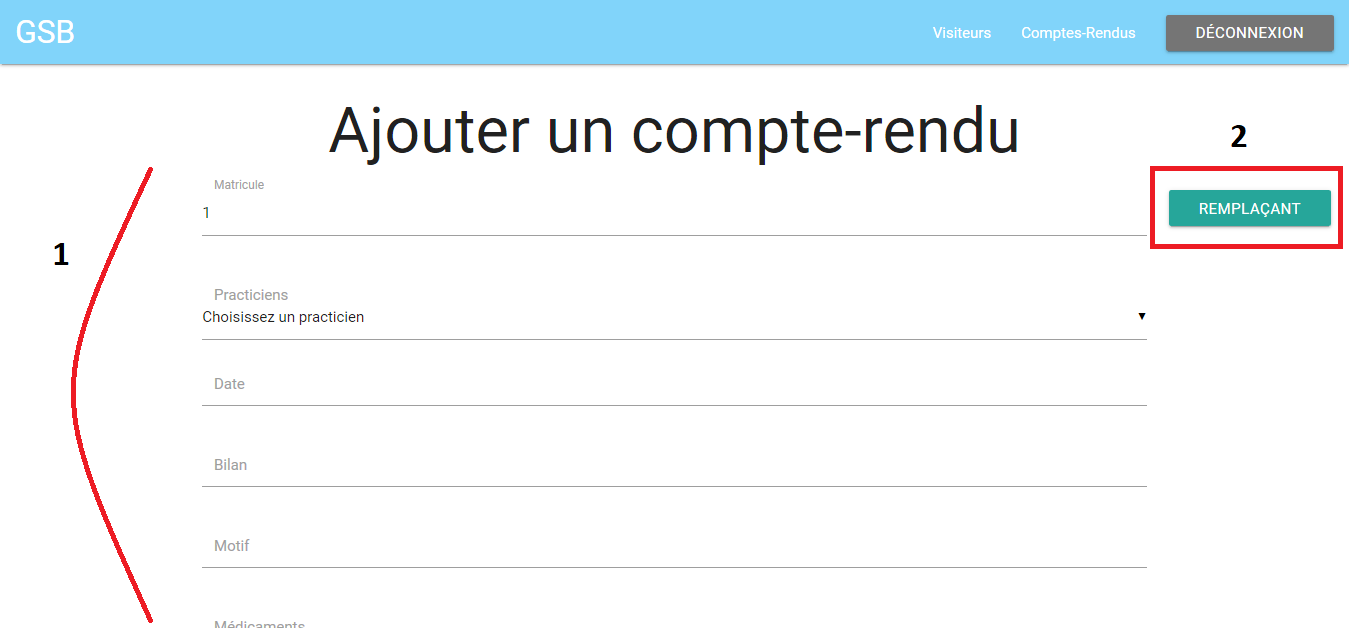 GSB
Visiteurs
Comptes-Rendus
DÉCONNEXION
Ajouter un compte-rendu
2
Matricule
1
REMPLAÇANT
1
Practiciens
Choisissez un practicien
Date
Bilan
Motif
Médicaments